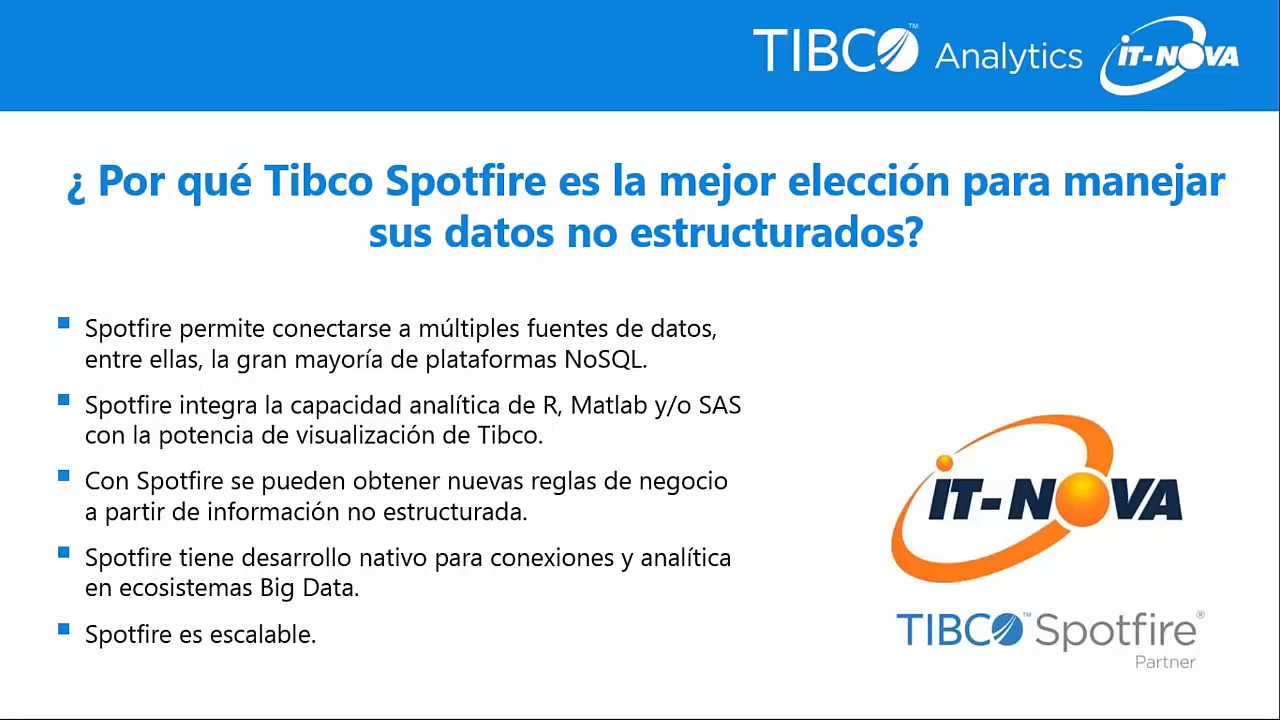 TIBCO™ Analytics IT-NOVA
¿ Por qué Tibco Spotfire es la mejor elección para manejar
sus datos no estructurados?
Spotfire permite conectarse a múltiples fuentes de datos,
entre ellas, la gran mayoría de plataformas NoSQL.
Spotfire integra la capacidad analítica de R, Matlab y/o SAS
con la potencia de visualización de Tibco.
Con Spotfire se pueden obtener nuevas reglas de negocio
a partir de información no estructurada.
Spotfire tiene desarrollo nativo para conexiones y analítica
en ecosistemas Big Data.
Spotfire es escalable.
IT-NOVA
TIBCO™ Spotfire®
Partner